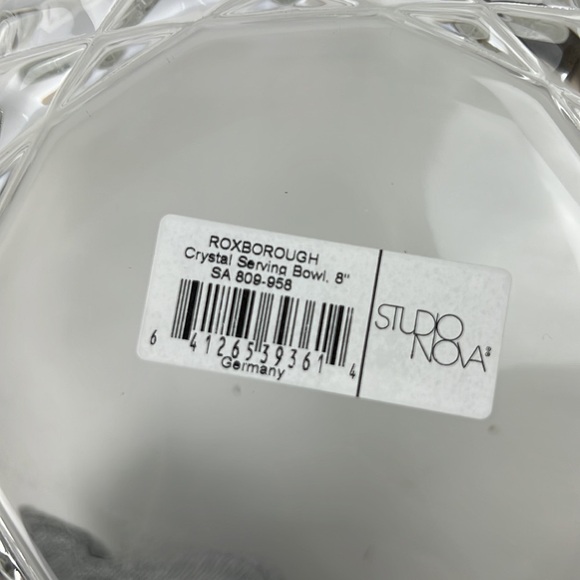 ROXBOROUGH
Crystal Serving Bowl, 8"
SA 809-958
6 41265 39361 4
Germany
STUDIO
NOVA®